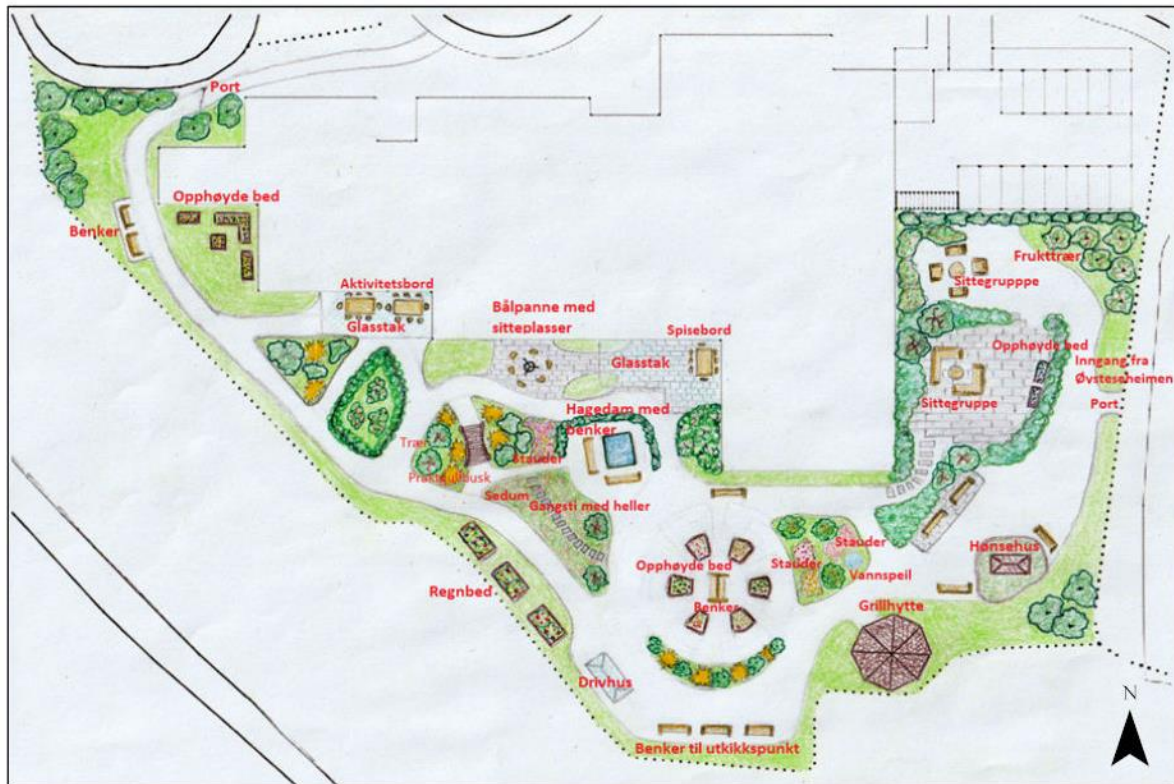 Port
Opphøyde bed
Benker
Aktivitetsbord
Glasstak
Bålpanne med
sitteplasser
Spisebord
Glasstak
Frukttrær
Sittegrupppe
Opphøyde bed
Inngang fra
Øvsteseheimen
Port
Sittegruppe
Hagedam med
benker
Trær
Stauder
Sedum
Gangsti med heller
Regnbed
Opphøyde bed
Benker
Stauder
Stauder
Vannspeil
Hønsehus
Grillhytte
Drivhus
Benker til utkikkspunkt
N